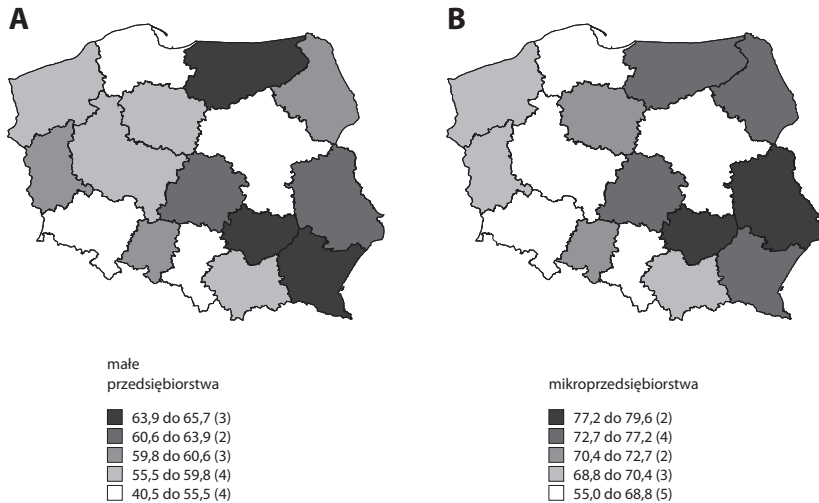 A
małe
przedsiębiorstwa
63,9 do 65,7 (3)
60,6 do 63,9 (2)
59,8 do 60,6 (3)
55,5 do 59,8 (4)
40,5 do 55,5 (4)
B
mikroprzedsiębiorstwa
77,2 do 79,6 (2)
72,7 do 77,2 (4)
70,4 do 72,7 (2)
68,8 do 70,4 (3)
55,0 do 68,8 (5)